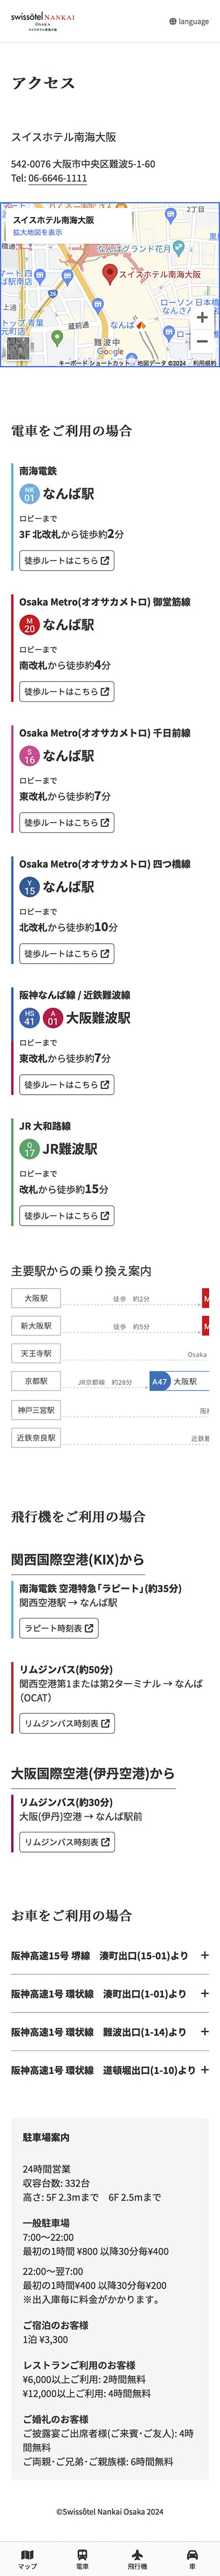 swissôtel NANKAI
OSAKA
スイスホテル南海大阪
language
アクセス
スイスホテル南海大阪
542-0076 大阪市中央区難波5-1-60
Tel: 06-6646-1111
2丁目
スイスホテル南海大阪
拡大地図を表示
なんばグランド花月
スイスホテル南海大阪
ローソン 日本橋
蔵前通
なんば
難波中
Google
キーボード ショートカット 地図データ ©2024 利用規約
電車をご利用の場合
南海電鉄
NK 01 なんば駅
ロビーまで
3F 北改札から徒歩約2分
徒歩ルートはこちら
Osaka Metro(オオサカメトロ) 御堂筋線
M 20 なんば駅
ロビーまで
南改札から徒歩約4分
徒歩ルートはこちら
Osaka Metro(オオサカメトロ) 千日前線
S 16 なんば駅
ロビーまで
東改札から徒歩約7分
徒歩ルートはこちら
Osaka Metro(オオサカメトロ) 四つ橋線
Y 15 なんば駅
ロビーまで
北改札から徒歩約10分
徒歩ルートはこちら
阪神なんば線 / 近鉄難波線
HS 41 A 01 大阪難波駅
ロビーまで
東改札から徒歩約7分
徒歩ルートはこちら
JR 大和路線
Q 17 JR難波駅
ロビーまで
改札から徒歩約15分
徒歩ルートはこちら
主要駅からの乗り換え案内
大阪駅 徒歩 約2分 M
新大阪駅 徒歩 約5分 M
天王寺駅 Osaka
京都駅 JR京都線 約28分 A47 大阪駅
神戸三宮駅
近鉄奈良駅
飛行機をご利用の場合
関西国際空港(KIX)から
南海電鉄 空港特急「ラピート」(約35分)
関西空港駅 → なんば駅
ラピート時刻表
リムジンバス(約50分)
関西空港第1または第2ターミナル → なんば
（OCAT）
リムジンバス時刻表
大阪国際空港(伊丹空港)から
リムジンバス(約30分)
大阪(伊丹)空港 → なんば駅前
リムジンバス時刻表
お車をご利用の場合
阪神高速15号 堺線 湊町出口(15-01)より +
阪神高速1号 環状線 湊町出口(1-01)より +
阪神高速1号 環状線 難波出口(1-14)より +
阪神高速1号 環状線 道頓堀出口(1-10)より +
駐車場案内
24時間営業
収容台数: 332台
高さ: 5F 2.3mまで 6F 2.5mまで
一般駐車場
7:00～22:00
最初の1時間 ¥800 以降30分毎¥400
22:00～翌7:00
最初の1時間¥400 以降30分毎¥200
※出入庫毎に料金がかかります。
ご宿泊のお客様
1泊 ¥3,300
レストランご利用のお客様
¥6,000以上ご利用: 2時間無料
¥12,000以上ご利用: 4時間無料
ご婚礼のお客様
ご披露宴ご出席者様(ご来賓･ご友人): 4時
間無料
ご両親･ご兄弟･ご親族様: 6時間無料
©Swissôtel Nankai Osaka 2024
マップ 電車 飛行機 車